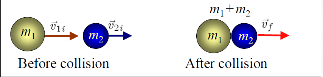 m₁+m₂
m₁ v⃗₁ᵢ m₂ v⃗₂ᵢ m₁ m₂ v⃗f
Before collision After collision